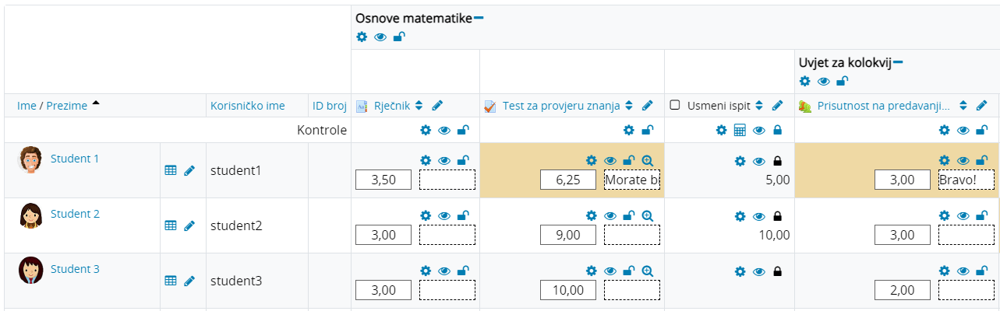 Osnove matematike
Uvjet za kolokvij
Ime / Prezime Korisničko ime ID broj Rječnik Test za provjeru znanja Usmeni ispit Prisutnost na predavanji...
Kontrole
Student 1 student1 3,50 6,25 Morate b 5,00 3,00 Bravo!
Student 2 student2 3,00 9,00 10,00 3,00
Student 3 student3 3,00 10,00 2,00